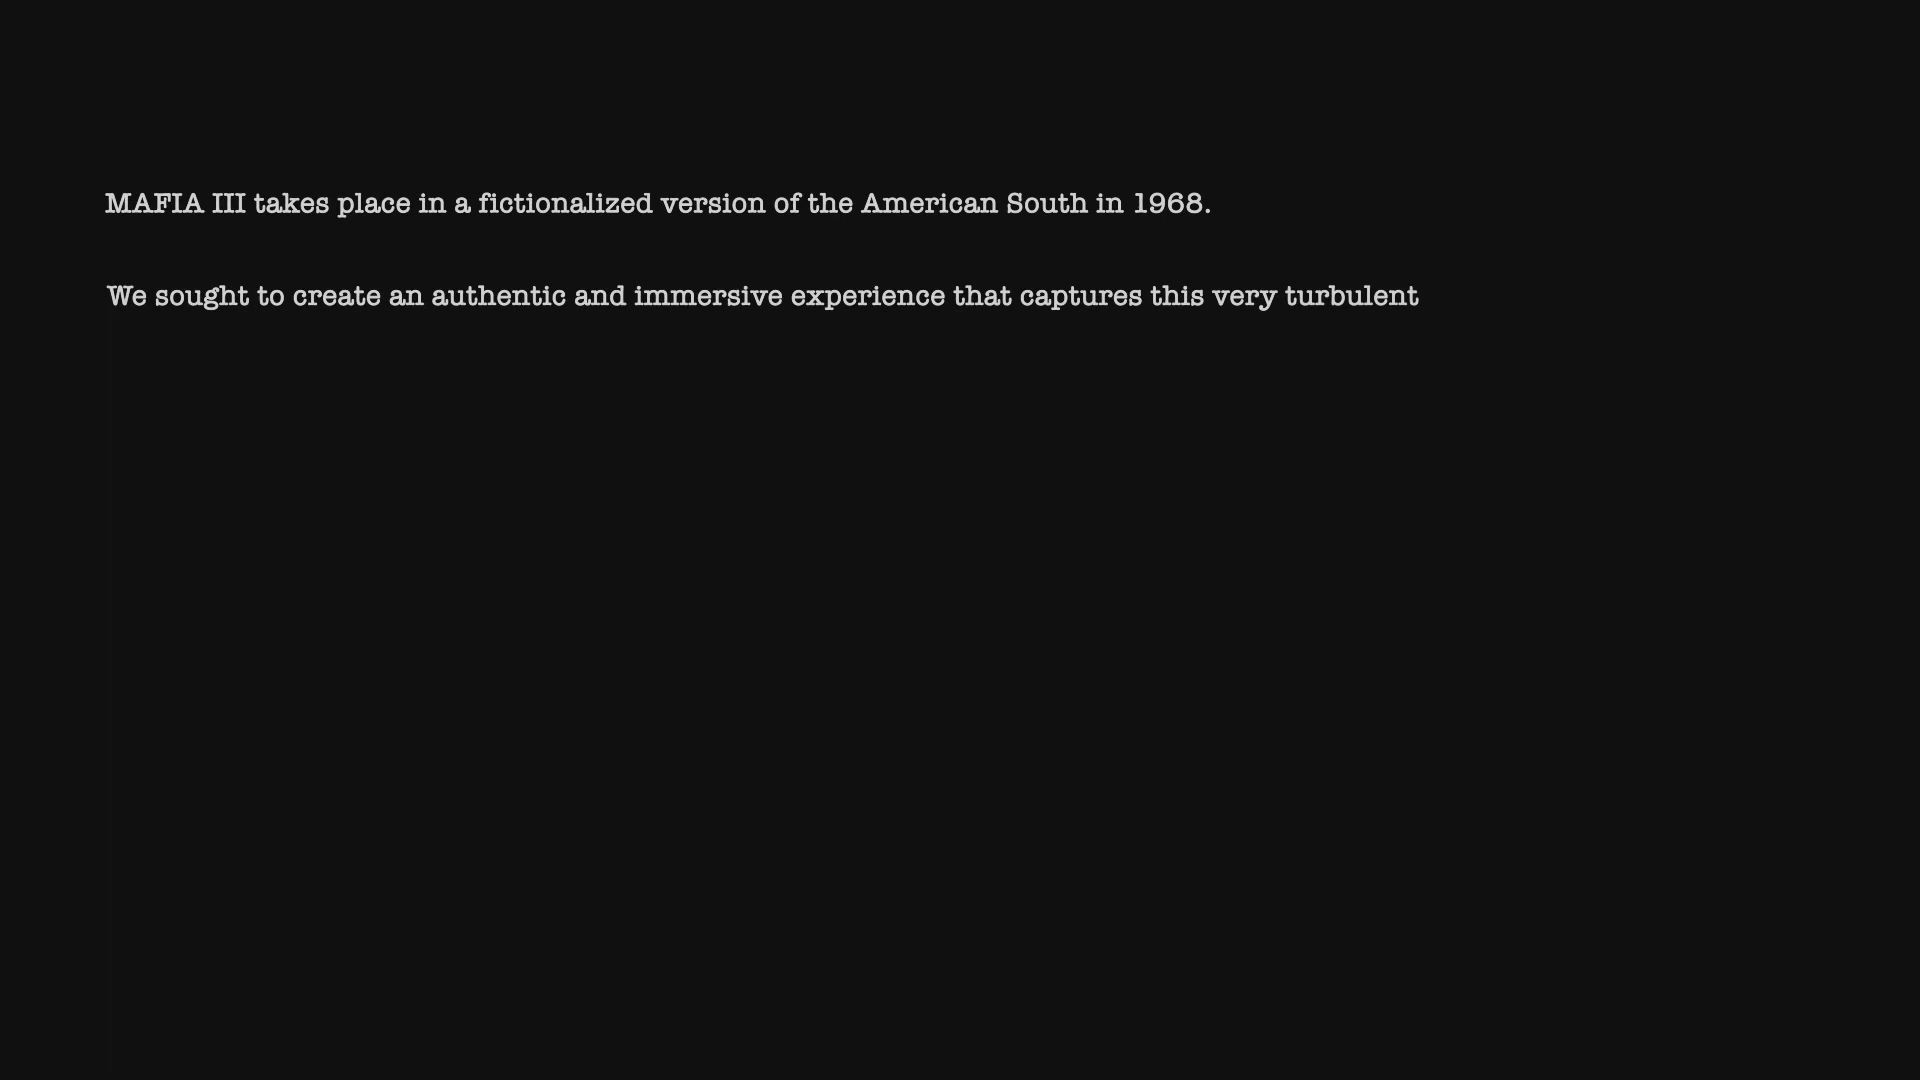 MAFIA III takes place in a fictionalized version of the American South in 1968.
We sought to create an authentic and immersive experience that captures this very turbulent